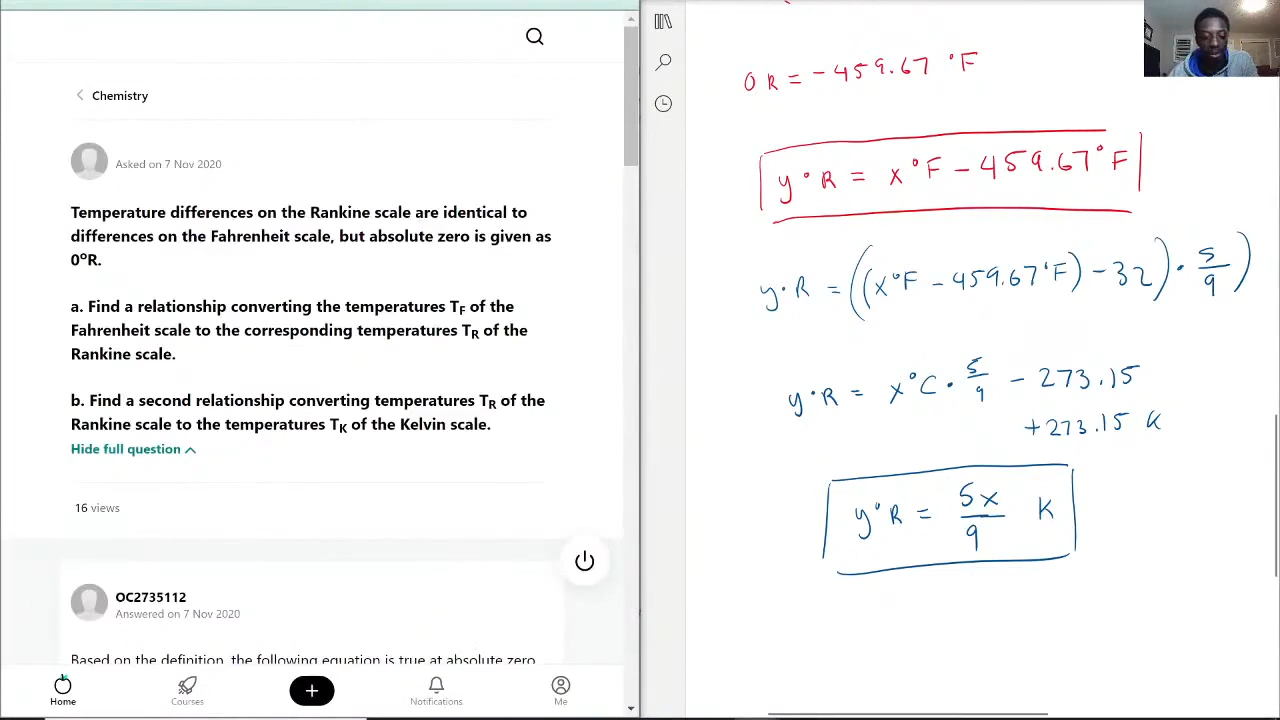 Chemistry
Asked on 7 Nov 2020
Temperature differences on the Rankine scale are identical to
differences on the Fahrenheit scale, but absolute zero is given as
0⁰R.
a. Find a relationship converting the temperatures T_F of the
Fahrenheit scale to the corresponding temperatures T_R of the
Rankine scale.
b. Find a second relationship converting temperatures T_R of the
Rankine scale to the temperatures T_K of the Kelvin scale.
Hide full question
16 views
OC2735112
Answered on 7 Nov 2020
Based on the definition, the following equation is true at absolute zero
Home
Courses
Notifications
Me
0 R = -459.67 °F
y°R = x°F - 459.67°F
y°R = ((x°F - 459.67°F) - 32) · 5/9)
y°R = x°C · 5/9 - 273.15
+273.15 K
y°R = 5x/9 K